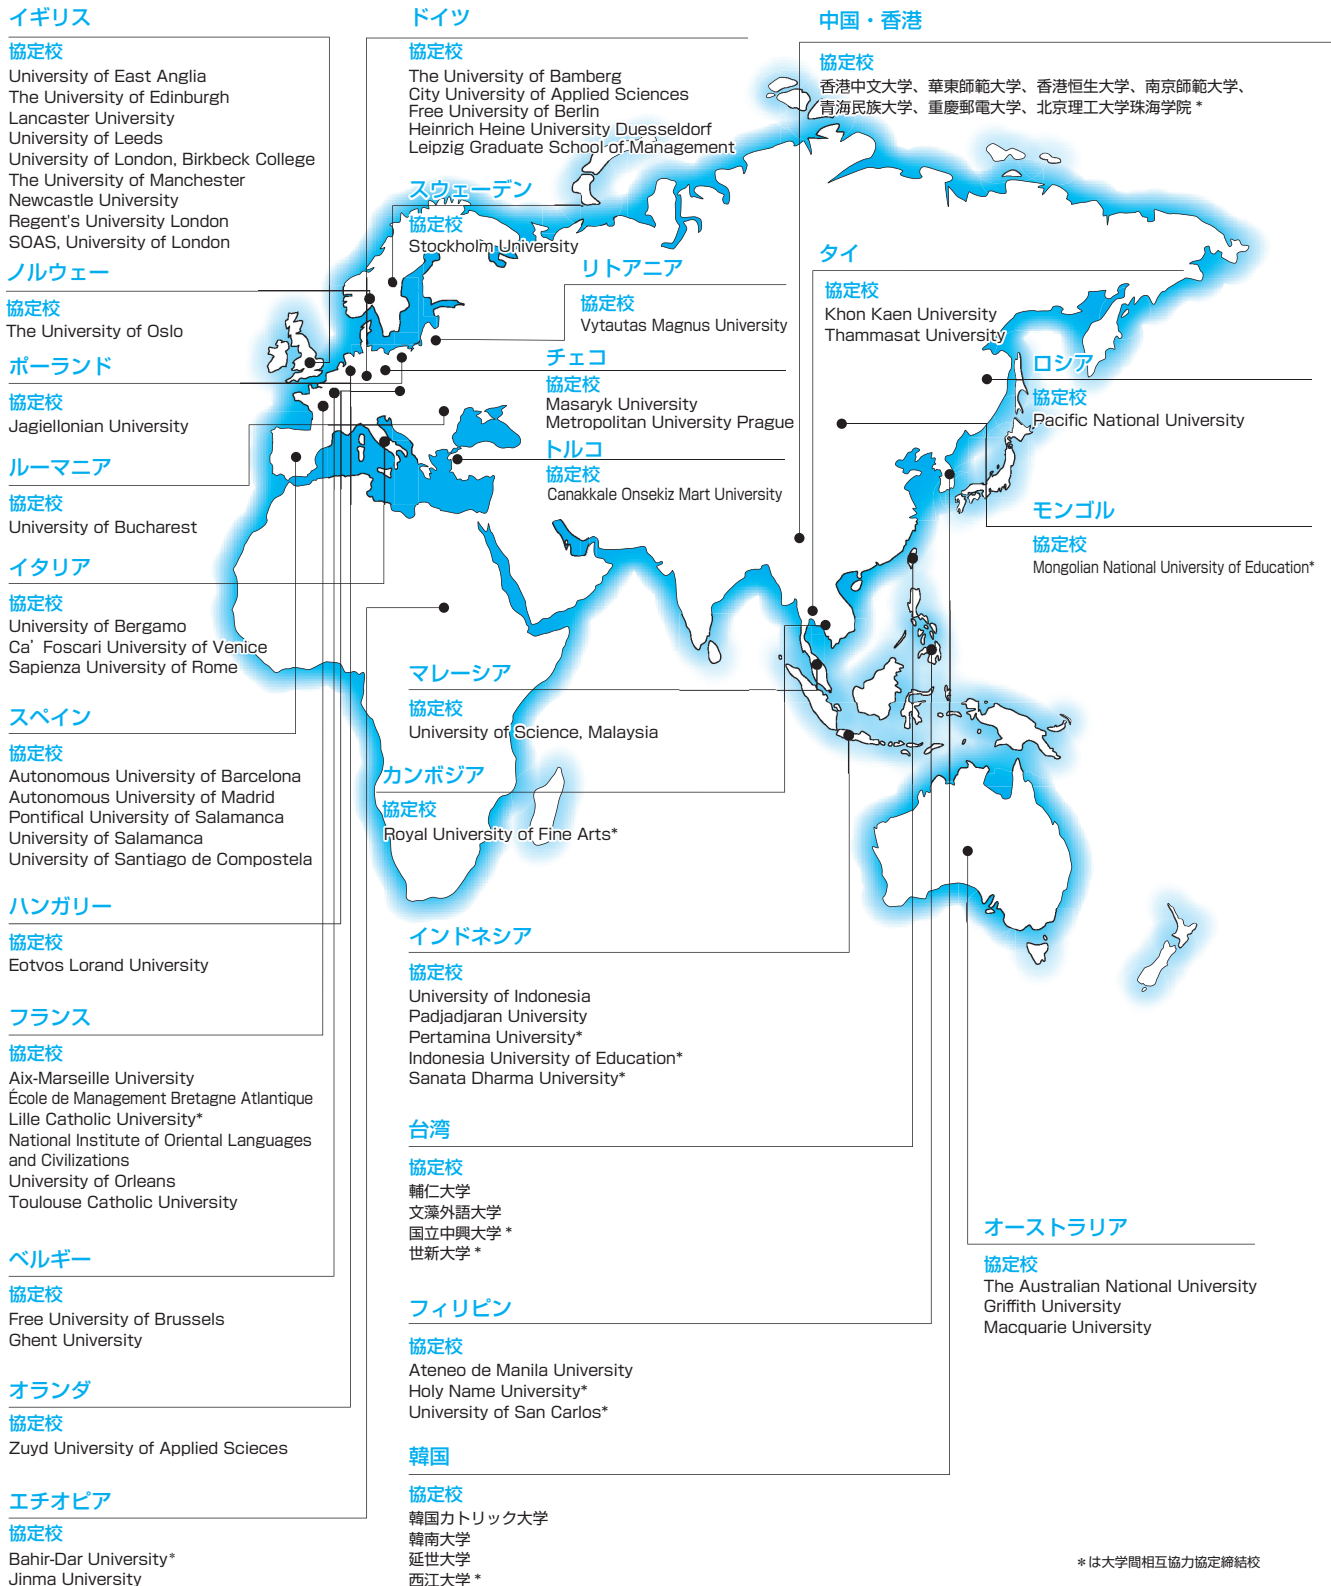 イギリス
協定校
University of East Anglia
The University of Edinburgh
Lancaster University
University of Leeds
University of London, Birkbeck College
The University of Manchester
Newcastle University
Regent's University London
SOAS, University of London
ノルウェー
協定校
The University of Oslo
ポーランド
協定校
Jagiellonian University
ルーマニア
協定校
University of Bucharest
イタリア
協定校
University of Bergamo
Ca’ Foscari University of Venice
Sapienza University of Rome
スペイン
協定校
Autonomous University of Barcelona
Autonomous University of Madrid
Pontifical University of Salamanca
University of Salamanca
University of Santiago de Compostela
ハンガリー
協定校
Eotvos Lorand University
フランス
協定校
Aix-Marseille University
École de Management Bretagne Atlantique
Lille Catholic University*
National Institute of Oriental Languages
and Civilizations
University of Orleans
Toulouse Catholic University
ベルギー
協定校
Free University of Brussels
Ghent University
オランダ
協定校
Zuyd University of Applied Scieces
エチオピア
協定校
Bahir-Dar University*
Jinma University
ドイツ
協定校
The University of Bamberg
City University of Applied Sciences
Free University of Berlin
Heinrich Heine University Duesseldorf
Leipzig Graduate School of Management
スウェーデン
協定校
Stockholm University
リトアニア
協定校
Vytautas Magnus University
チェコ
協定校
Masaryk University
Metropolitan University Prague
トルコ
協定校
Canakkale Onsekiz Mart University
マレーシア
協定校
University of Science, Malaysia
カンボジア
協定校
Royal University of Fine Arts*
インドネシア
協定校
University of Indonesia
Padjadjaran University
Pertamina University*
Indonesia University of Education*
Sanata Dharma University*
台湾
協定校
輔仁大学
文藻外語大学
国立中興大学*
世新大学*
フィリピン
協定校
Ateneo de Manila University
Holy Name University*
University of San Carlos*
韓国
協定校
韓国カトリック大学
韓南大学
延世大学
西江大学*
中国・香港
協定校
香港中文大学、華東師範大学、香港恒生大学、南京師範大学、
青海民族大学、重慶郵電大学、北京理工大学珠海学院*
タイ
協定校
Khon Kaen University
Thammasat University
ロシア
協定校
Pacific National University
モンゴル
協定校
Mongolian National University of Education*
オーストラリア
協定校
The Australian National University
Griffith University
Macquarie University
*は大学間相互協力協定締結校